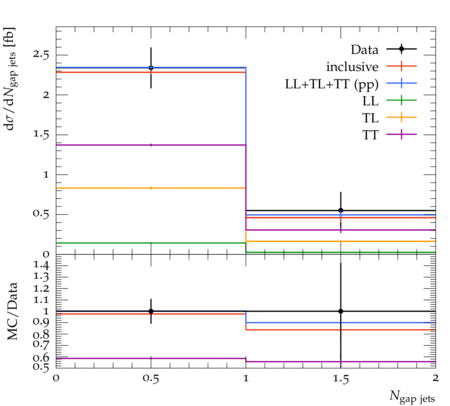 dσ/dN_gap jets [fb]
2.5
2
1.5
1
0.5
0
Data
inclusive
LL+TL+TT (pp)
LL
TL
TT
MC/Data
1.4
1.3
1.2
1.1
1
0.9
0.8
0.7
0.6
0.5
0 0.5 1 1.5 2
N_gap jets